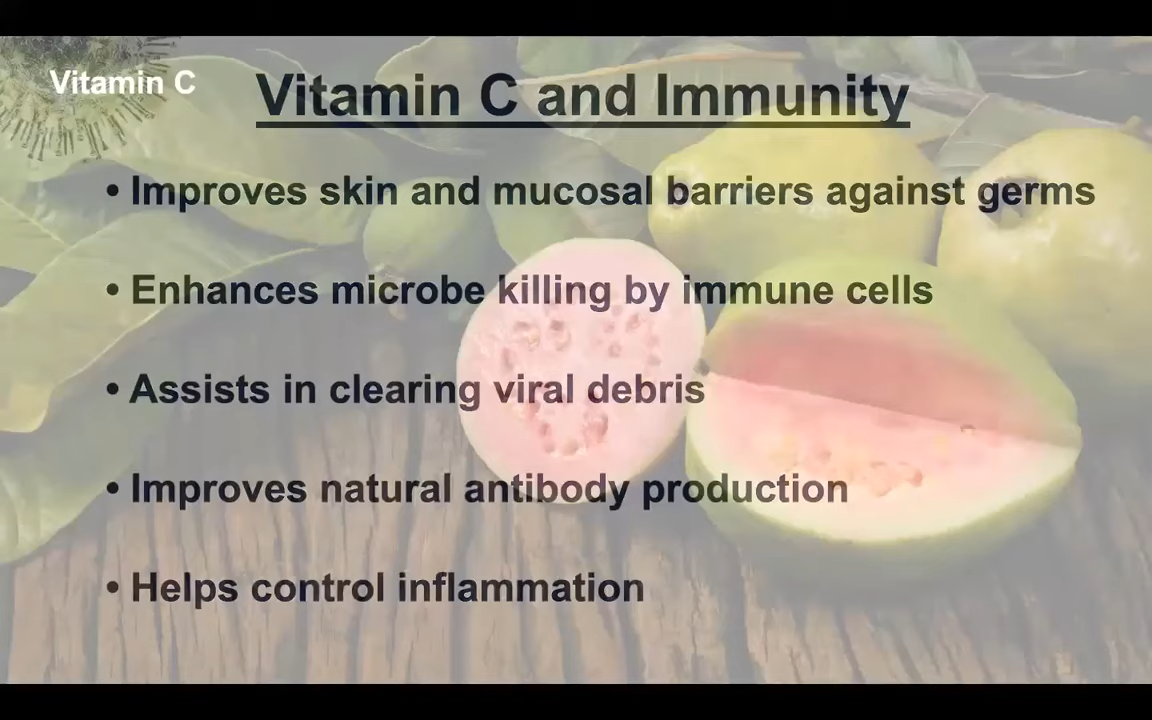 Vitamin C
Vitamin C and Immunity
• Improves skin and mucosal barriers against germs
• Enhances microbe killing by immune cells
• Assists in clearing viral debris
• Improves natural antibody production
• Helps control inflammation